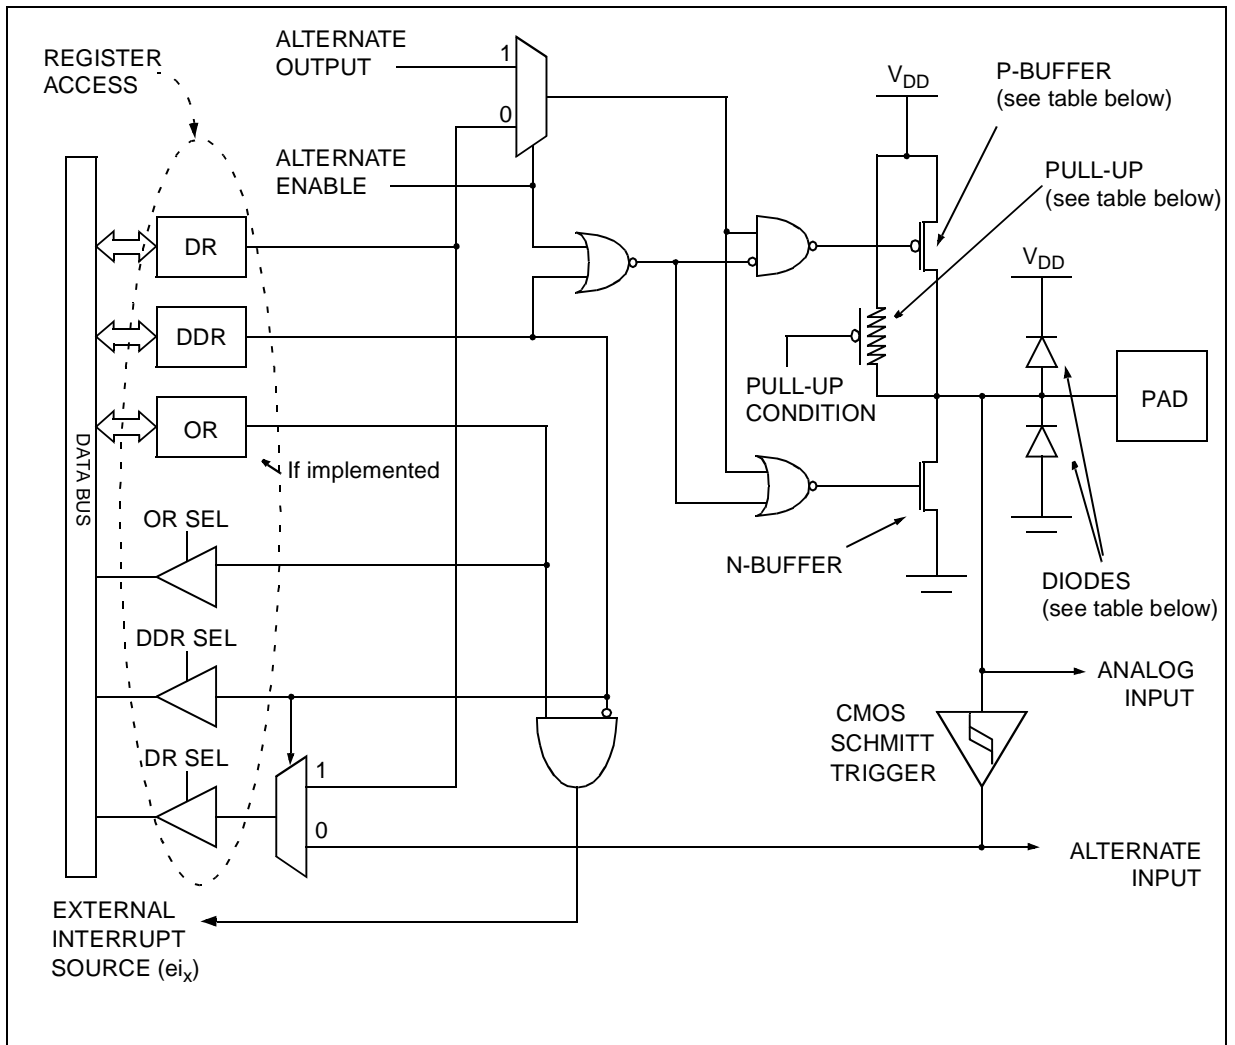 REGISTER
ACCESS
ALTERNATE
OUTPUT
1
0
ALTERNATE
ENABLE
VDD
P-BUFFER
(see table below)
PULL-UP
(see table below)
DR
DDR
OR
If implemented
DATA BUS
VDD
PULL-UP
CONDITION
PAD
OR SEL
N-BUFFER
DIODES
(see table below)
DDR SEL
ANALOG
INPUT
CMOS
SCHMITT
TRIGGER
DR SEL
1
0
ALTERNATE
INPUT
EXTERNAL
INTERRUPT
SOURCE (eix)